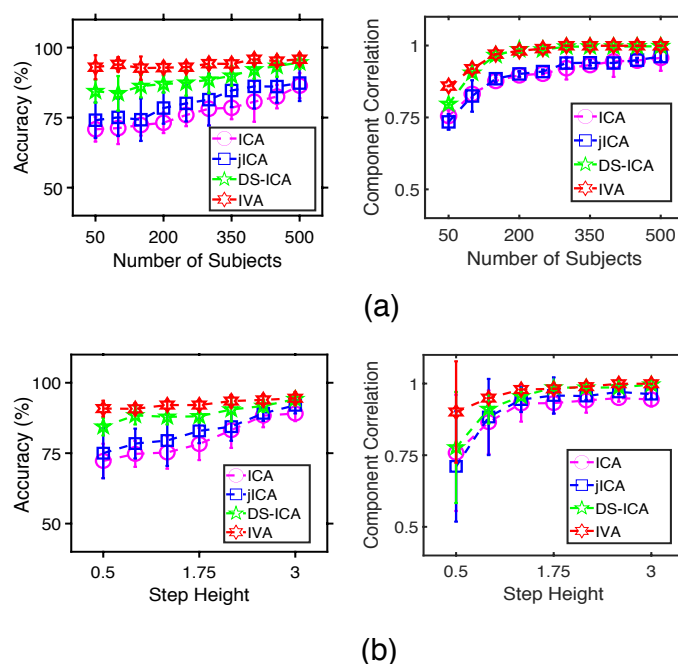 100
75
50
Accuracy (%)
50 200 350 500
Number of Subjects
ICA
jICA
DS-ICA
IVA
1
0.75
0.5
Component Correlation
50 200 350 500
Number of Subjects
ICA
jICA
DS-ICA
IVA
(a)
100
75
50
Accuracy (%)
0.5 1.75 3
Step Height
ICA
jICA
DS-ICA
IVA
1
0.75
0.5
Component Correlation
0.5 1.75 3
Step Height
ICA
jICA
DS-ICA
IVA
(b)